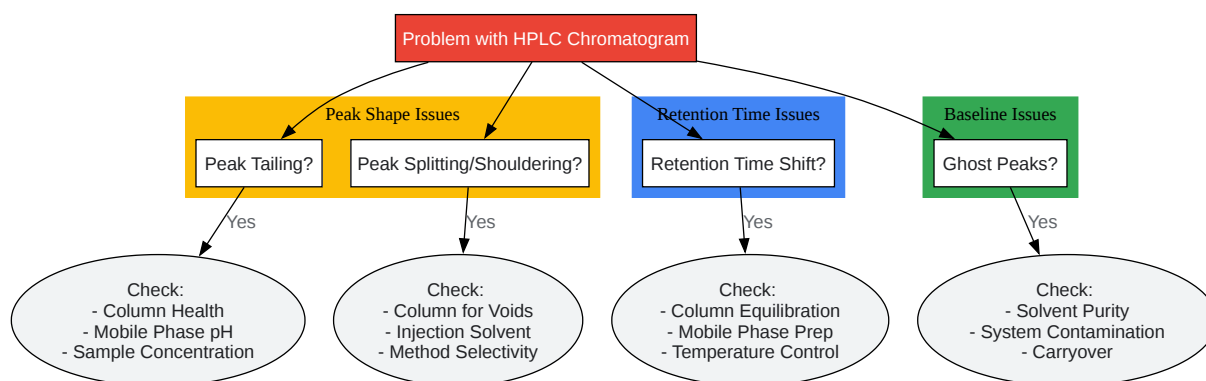 Problem with HPLC Chromatogram
Peak Shape Issues
Retention Time Issues
Baseline Issues
Peak Tailing?
Peak Splitting/Shouldering?
Retention Time Shift?
Ghost Peaks?
Yes
Yes
Yes
Yes
Check:
- Column Health
- Mobile Phase pH
- Sample Concentration
Check:
- Column for Voids
- Injection Solvent
- Method Selectivity
Check:
- Column Equilibration
- Mobile Phase Prep
- Temperature Control
Check:
- Solvent Purity
- System Contamination
- Carryover